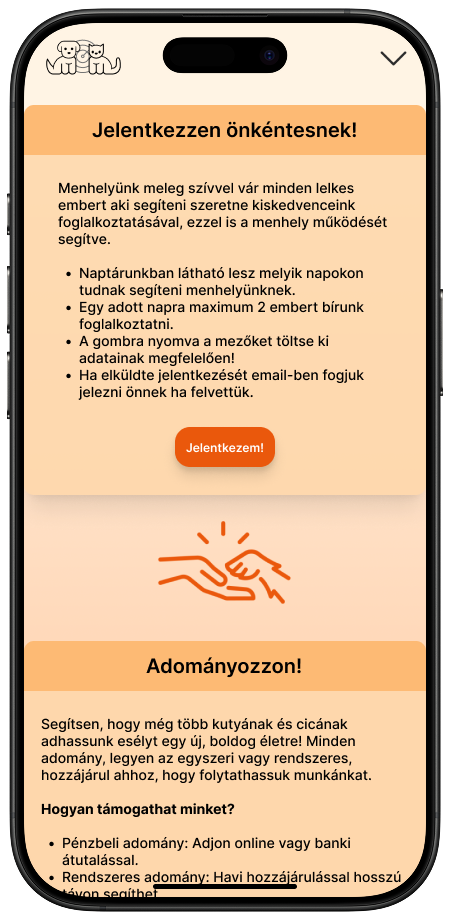 Jelentkezzen önkéntesnek!
Menhelyünk meleg szívvel vár minden lelkes
embert aki segíteni szeretne kiskedvenceink
foglalkoztatásával, ezzel is a menhely működését
segítve.
• Naptárunkban látható lesz melyik napokon
tudnak segíteni menhelyünknek.
• Egy adott napra maximum 2 embert bírunk
foglalkoztatni.
• A gombra nyomva a mezőket töltse ki
adatainak megfelelően!
• Ha elküldte jelentkezését email-ben fogjuk
jelezni önnek ha felvettük.
Jelentkezem!
Adományozzon!
Segítsen, hogy még több kutyának és cicának
adhassunk esélyt egy új, boldog életre! Minden
adomány, legyen az egyszeri vagy rendszeres,
hozzájárul ahhoz, hogy folytathassuk munkánkat.
Hogyan támogathat minket?
• Pénzbeli adomány: Adjon online vagy banki
átutalással.
• Rendszeres adomány: Havi hozzájárulással hosszú
távon segíthet